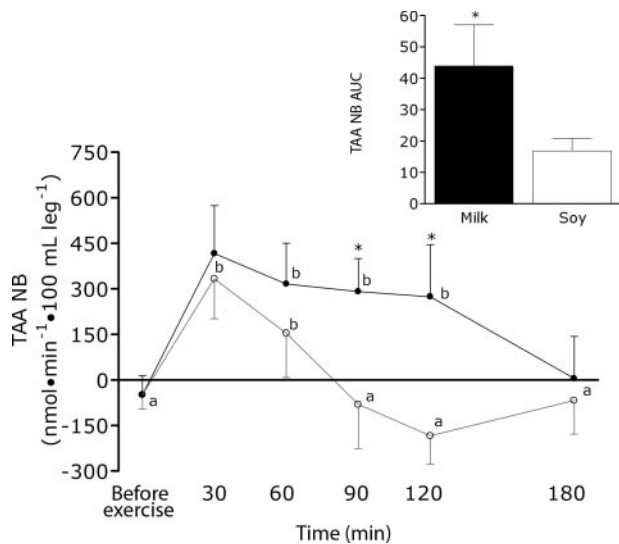 60
*
50
40
30
20
10
0
TAA NB AUC
Milk
Soy
750
600
450
300
150
0
-150
-300
TAA NB
(nmol•min⁻¹•100 mL leg⁻¹)
*
*
b
b
b
b
b
a
a
a
a
Before
exercise
30
60
90
120
180
Time (min)